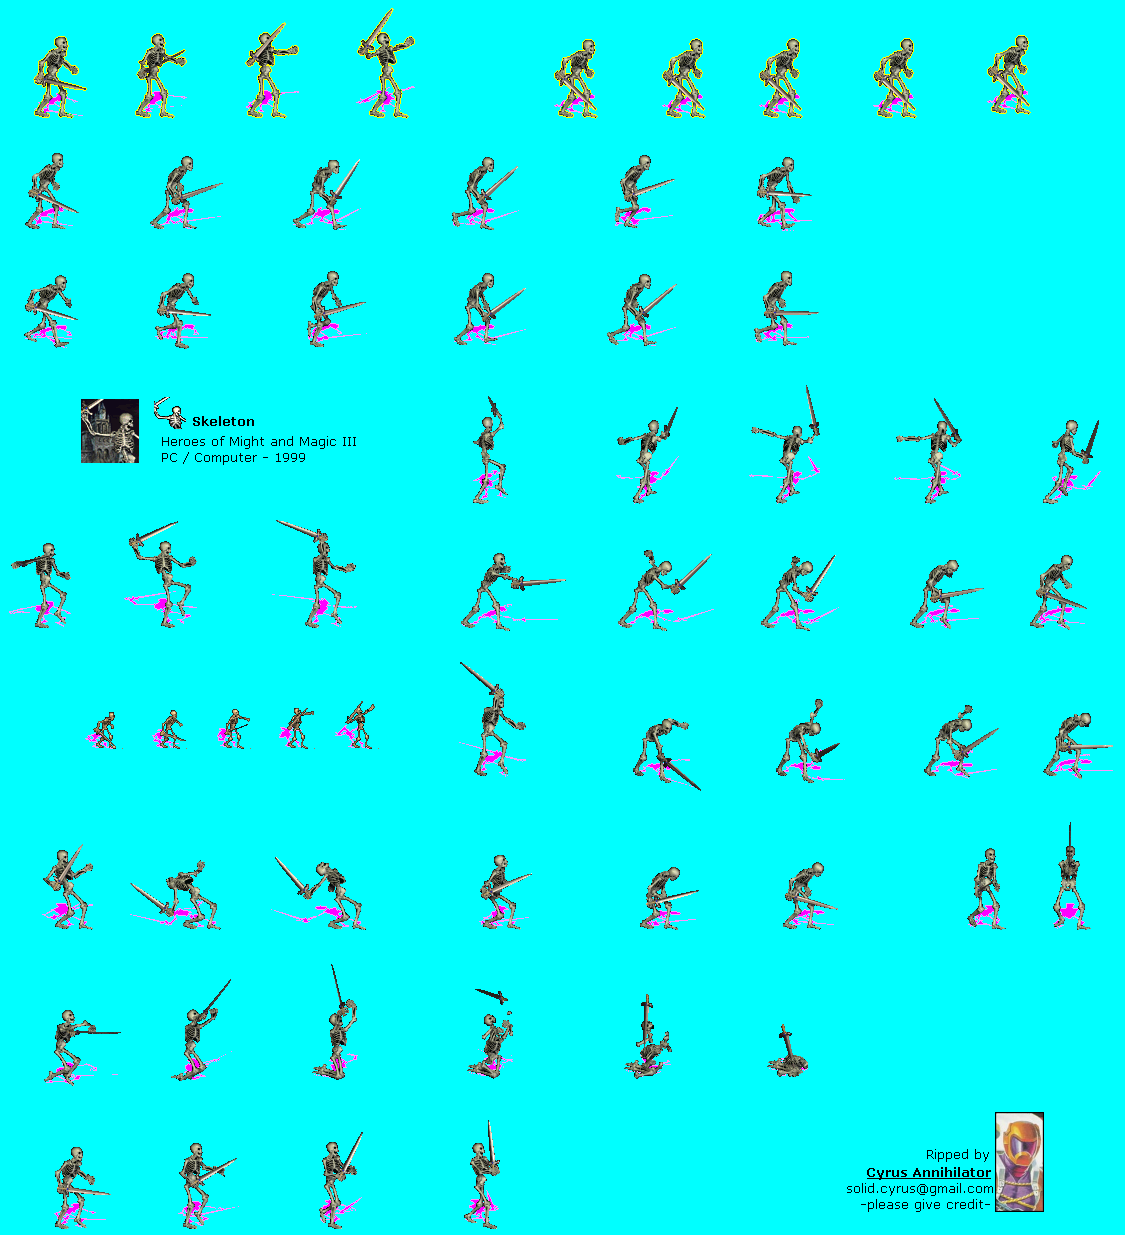 Skeleton
Heroes of Might and Magic III
PC / Computer - 1999
Ripped by
Cyrus Annihilator
solid.cyrus@gmail.com
-please give credit-